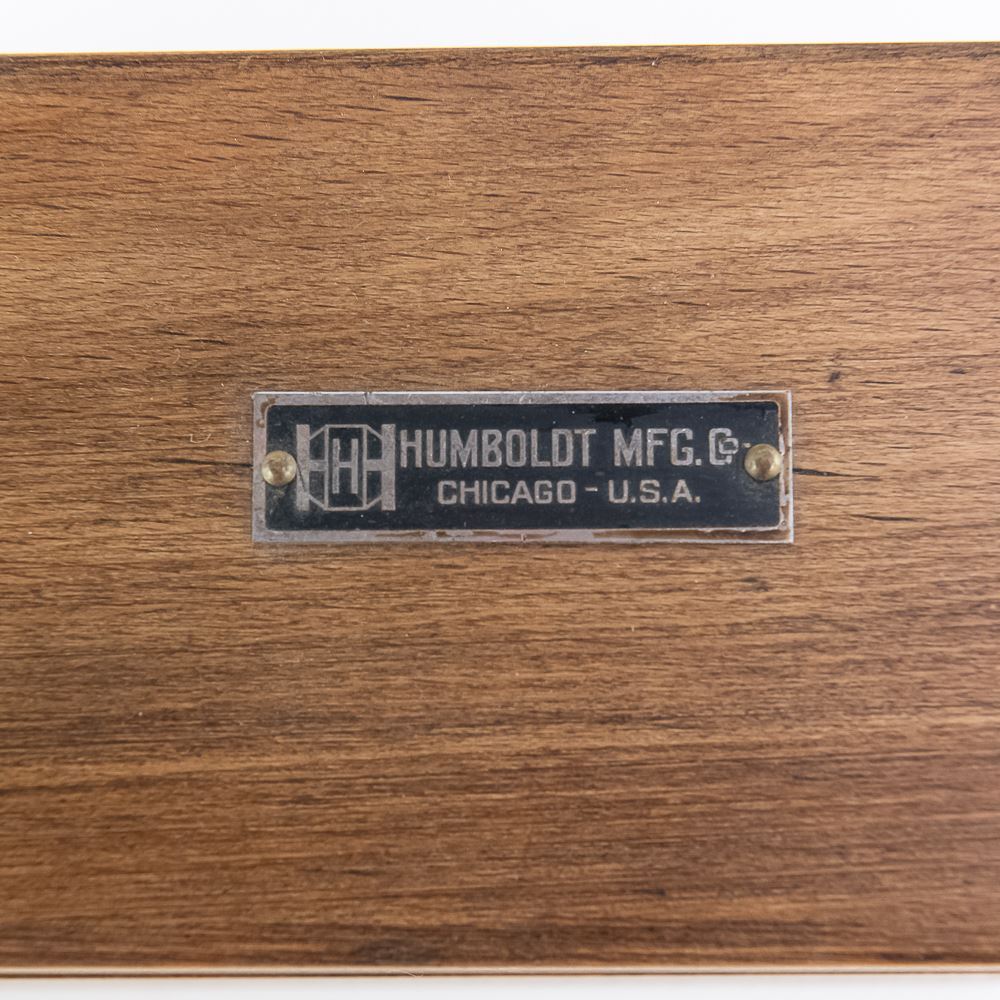 H HUMBOLDT MFG. Co.
CHICAGO - U.S.A.